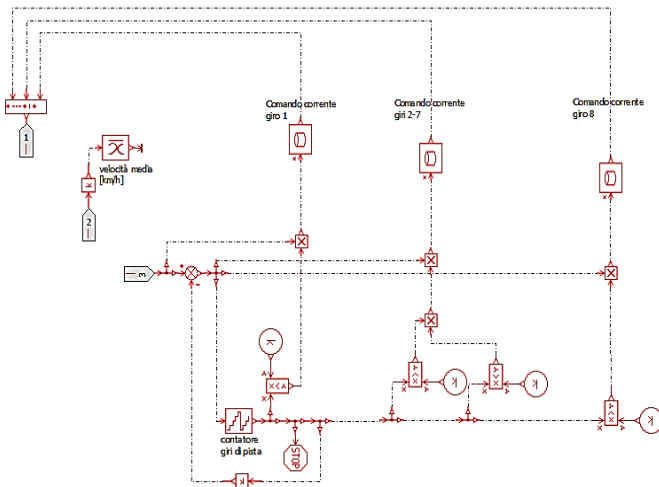 Comando corrente
giro 1
Comando corrente
giri 2-7
Comando corrente
giro 8
1
velocità media
[km/h]
k
2
3
k
x<y
x>y
k
x<y
k
x>y
k
contatore
giri di pista
STOP
k